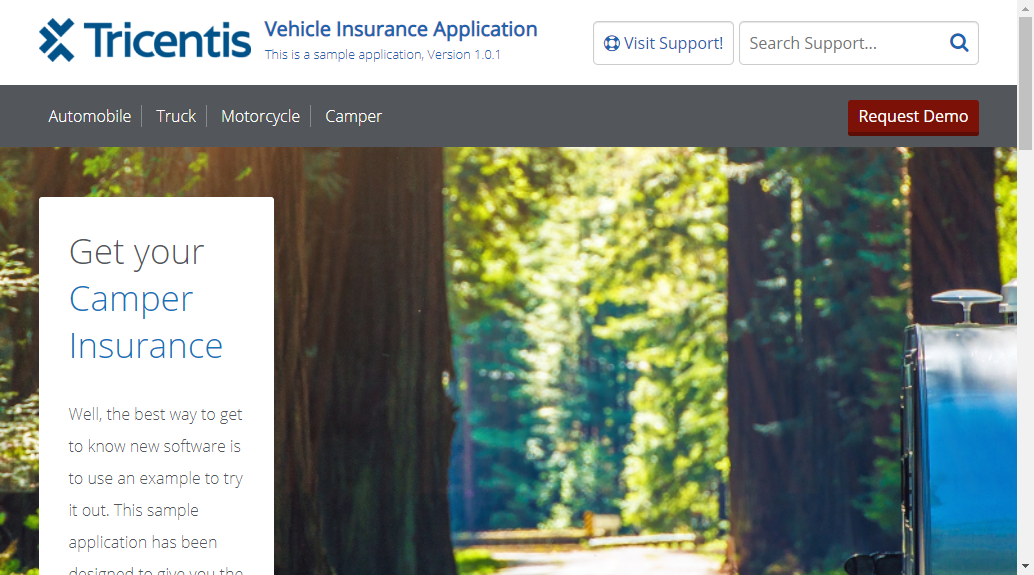 Tricentis
Vehicle Insurance Application
This is a sample application, Version 1.0.1
Visit Support!
Search Support...
Automobile
Truck
Motorcycle
Camper
Request Demo
Get your
Camper
Insurance
Well, the best way to get
to know new software is
to use an example to try
it out. This sample
application has been
designed to give you the